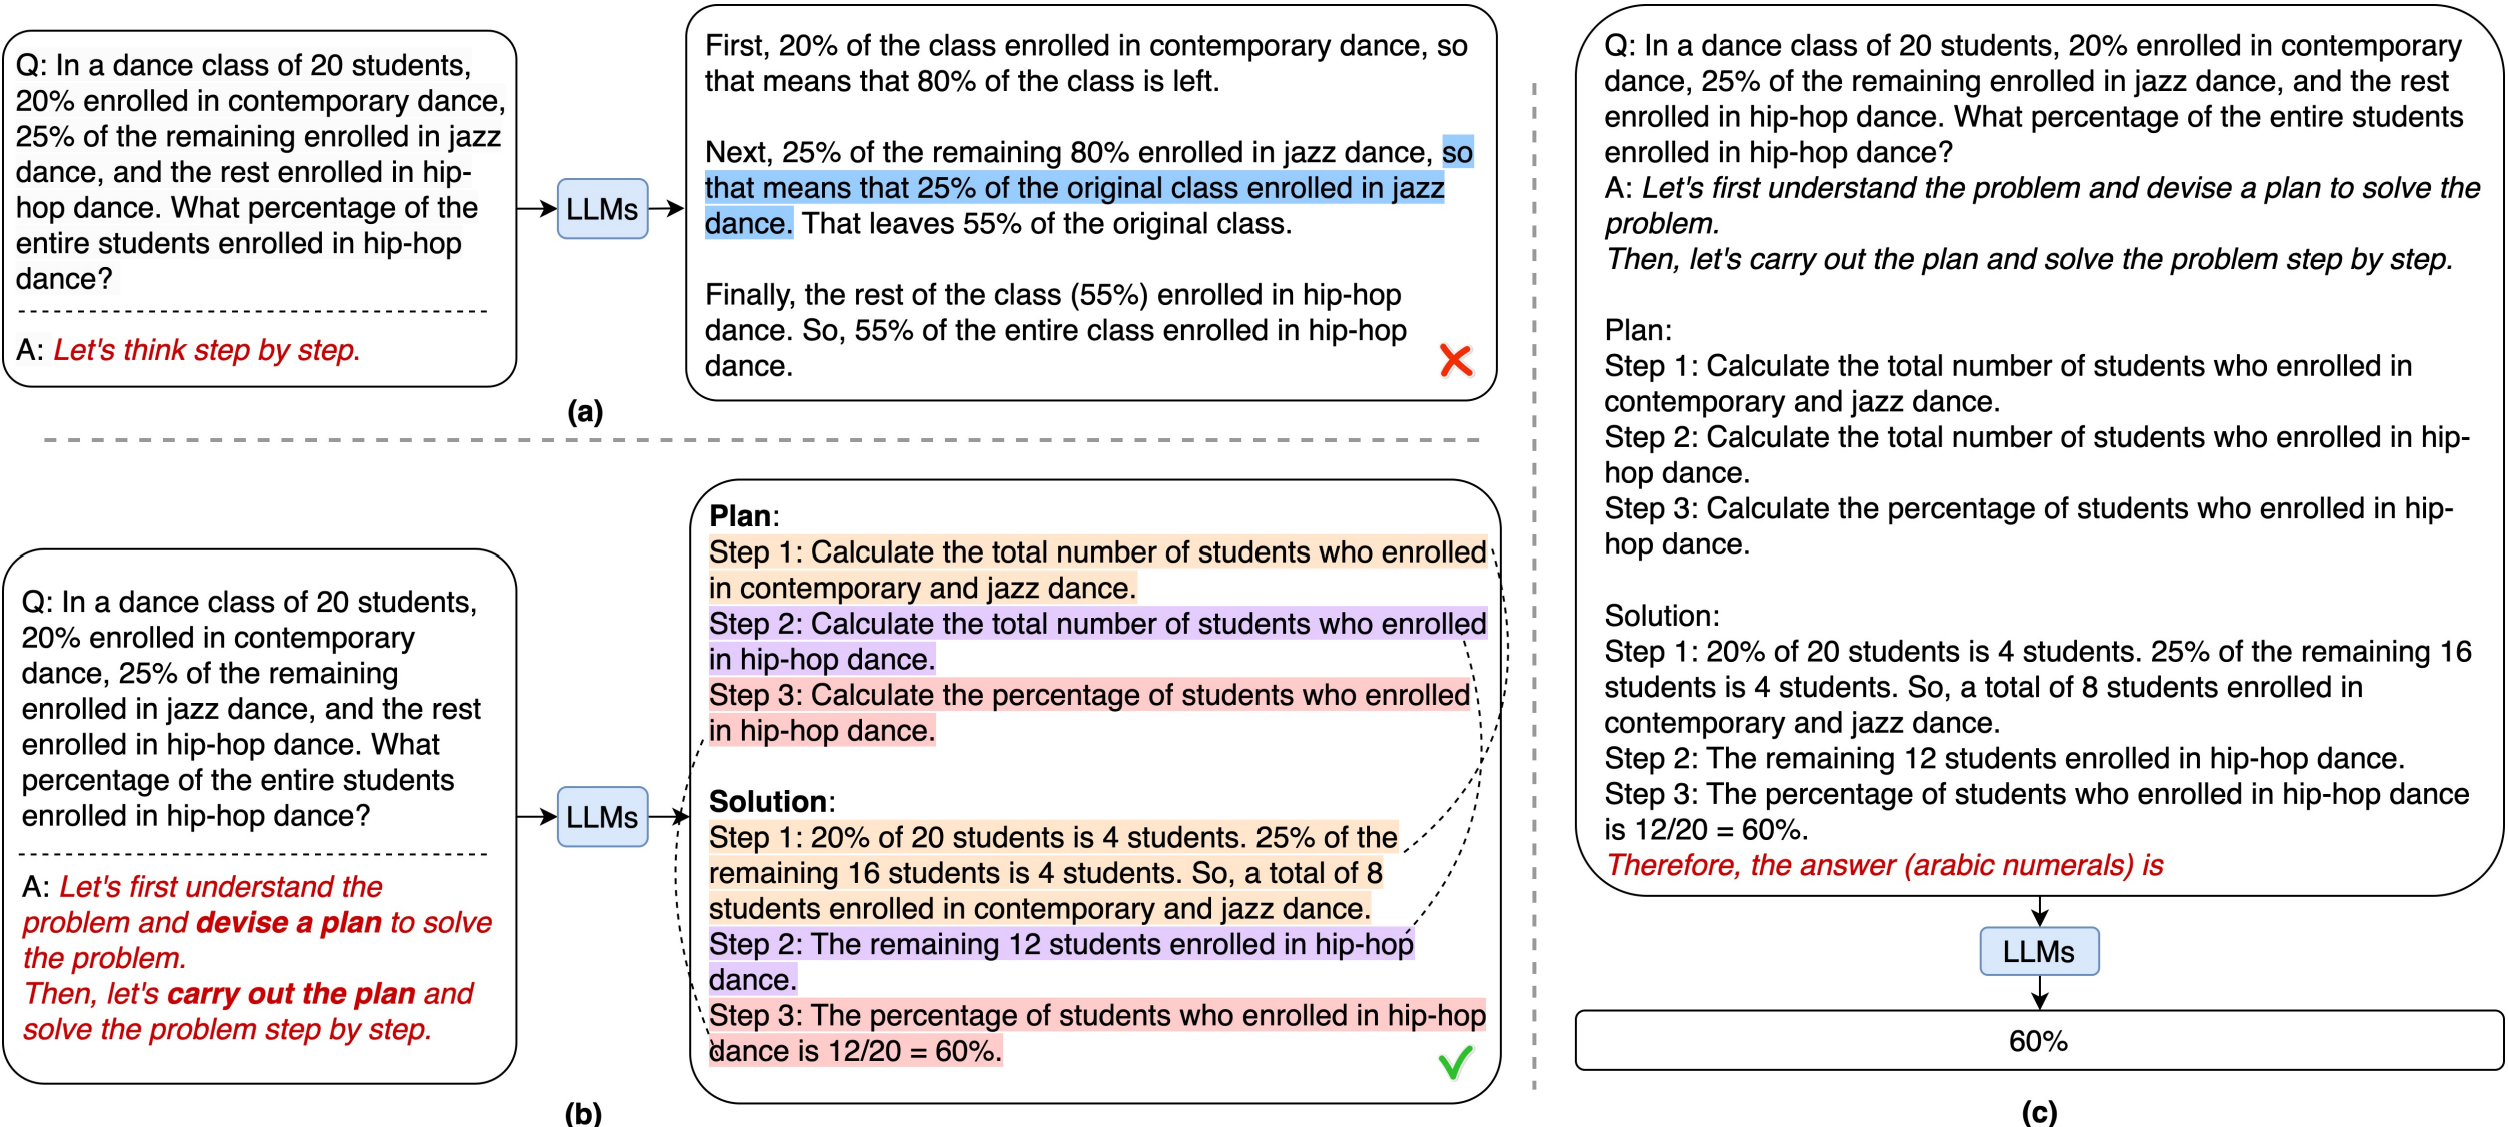 Q: In a dance class of 20 students,
20% enrolled in contemporary dance,
25% of the remaining enrolled in jazz
dance, and the rest enrolled in hip-
hop dance. What percentage of the
entire students enrolled in hip-hop
dance?
A: Let's think step by step.
LLMs
First, 20% of the class enrolled in contemporary dance, so
that means that 80% of the class is left.
Next, 25% of the remaining 80% enrolled in jazz dance, so
that means that 25% of the original class enrolled in jazz
dance. That leaves 55% of the original class.
Finally, the rest of the class (55%) enrolled in hip-hop
dance. So, 55% of the entire class enrolled in hip-hop
dance.
(a)
Q: In a dance class of 20 students,
20% enrolled in contemporary
dance, 25% of the remaining
enrolled in jazz dance, and the rest
enrolled in hip-hop dance. What
percentage of the entire students
enrolled in hip-hop dance?
A: Let's first understand the
problem and devise a plan to solve
the problem.
Then, let's carry out the plan and
solve the problem step by step.
LLMs
Plan:
Step 1: Calculate the total number of students who enrolled
in contemporary and jazz dance.
Step 2: Calculate the total number of students who enrolled
in hip-hop dance.
Step 3: Calculate the percentage of students who enrolled
in hip-hop dance.
Solution:
Step 1: 20% of 20 students is 4 students. 25% of the
remaining 16 students is 4 students. So, a total of 8
students enrolled in contemporary and jazz dance.
Step 2: The remaining 12 students enrolled in hip-hop
dance.
Step 3: The percentage of students who enrolled in hip-hop
dance is 12/20 = 60%.
(b)
Q: In a dance class of 20 students, 20% enrolled in contemporary
dance, 25% of the remaining enrolled in jazz dance, and the rest
enrolled in hip-hop dance. What percentage of the entire students
enrolled in hip-hop dance?
A: Let's first understand the problem and devise a plan to solve the
problem.
Then, let's carry out the plan and solve the problem step by step.
Plan:
Step 1: Calculate the total number of students who enrolled in
contemporary and jazz dance.
Step 2: Calculate the total number of students who enrolled in hip-
hop dance.
Step 3: Calculate the percentage of students who enrolled in hip-
hop dance.
Solution:
Step 1: 20% of 20 students is 4 students. 25% of the remaining 16
students is 4 students. So, a total of 8 students enrolled in
contemporary and jazz dance.
Step 2: The remaining 12 students enrolled in hip-hop dance.
Step 3: The percentage of students who enrolled in hip-hop dance
is 12/20 = 60%.
Therefore, the answer (arabic numerals) is
LLMs
60%
(c)